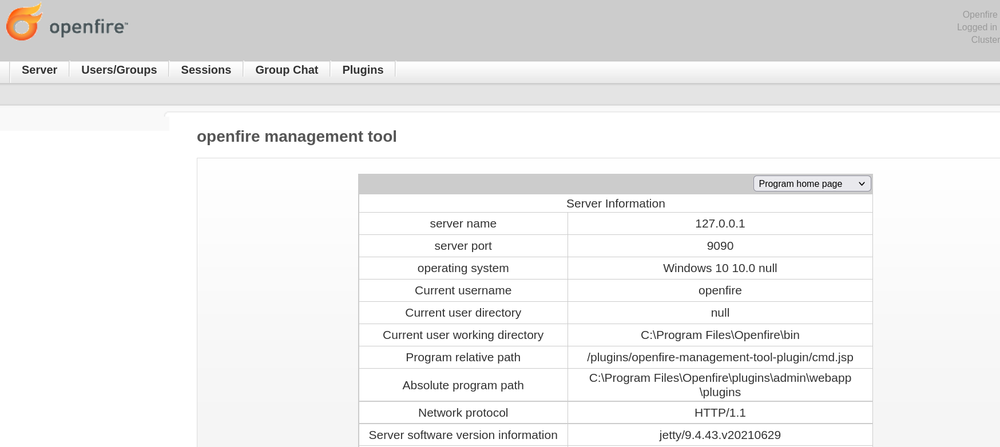 openfire™
Openfire
Logged in
Cluster
Server Users/Groups Sessions Group Chat Plugins
openfire management tool
Program home page
Server Information
server name 127.0.0.1
server port 9090
operating system Windows 10 10.0 null
Current username openfire
Current user directory null
Current user working directory C:\Program Files\Openfire\bin
Program relative path /plugins/openfire-management-tool-plugin/cmd.jsp
Absolute program path C:\Program Files\Openfire\plugins\admin\webapp
\plugins
Network protocol HTTP/1.1
Server software version information jetty/9.4.43.v20210629